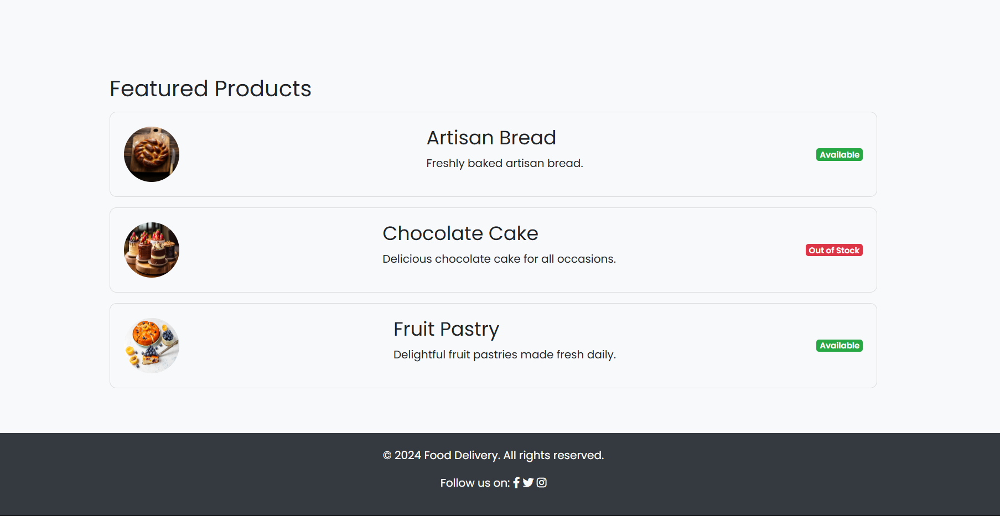 Featured Products
Artisan Bread
Freshly baked artisan bread.
Available
Chocolate Cake
Delicious chocolate cake for all occasions.
Out of Stock
Fruit Pastry
Delightful fruit pastries made fresh daily.
Available
© 2024 Food Delivery. All rights reserved.
Follow us on: